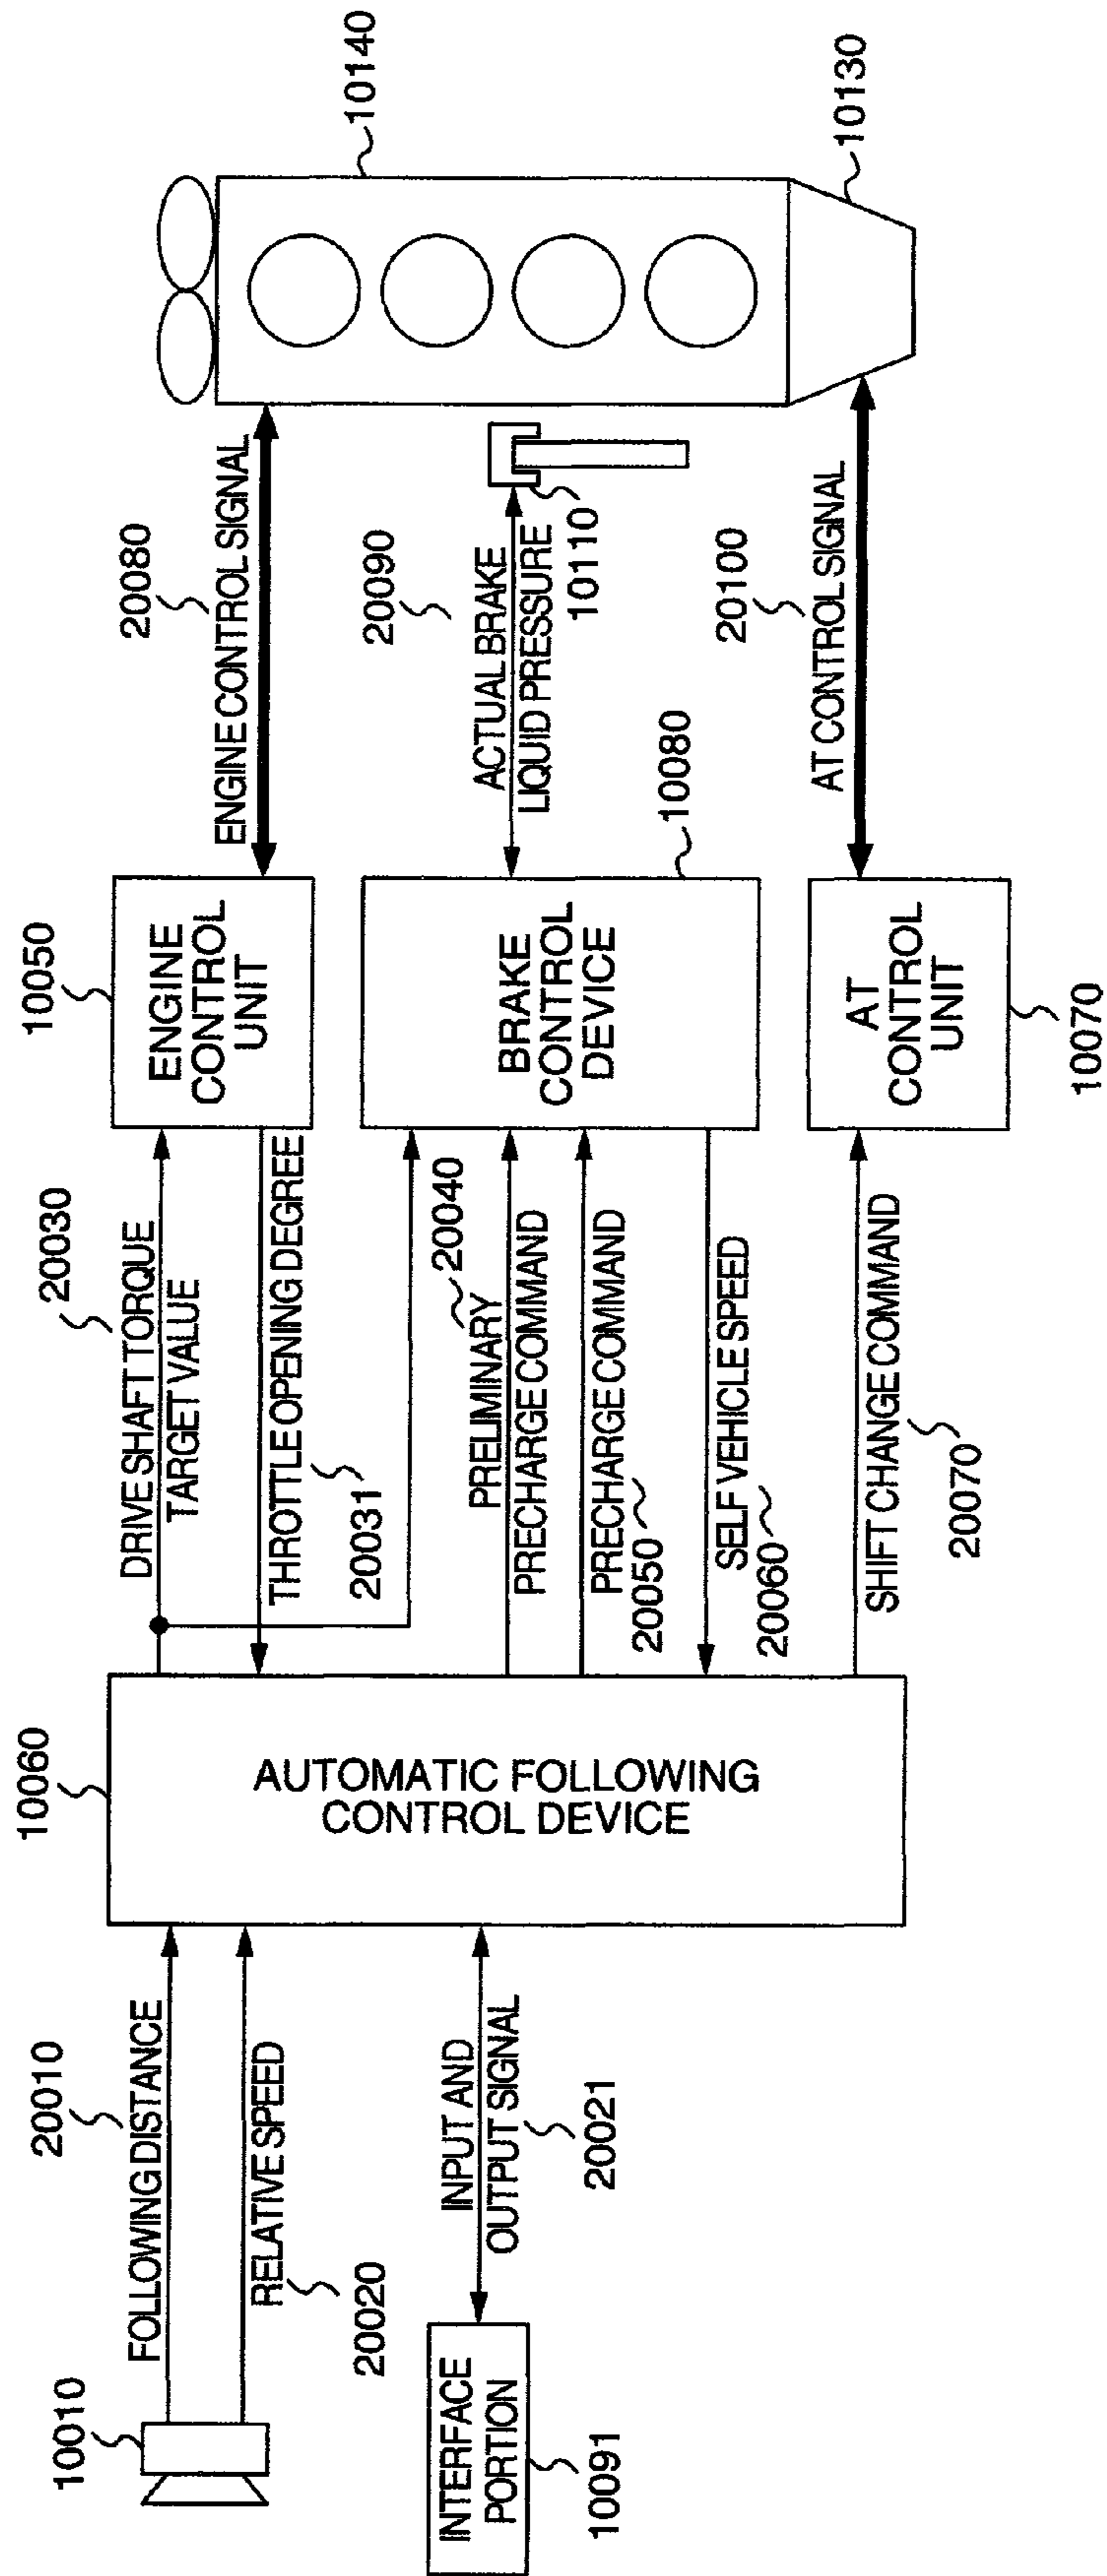 10010
20010
FOLLOWING DISTANCE
RELATIVE SPEED
20020
INTERFACE
PORTION
10091
INPUT AND
OUTPUT SIGNAL
20021
10060
AUTOMATIC FOLLOWING
CONTROL DEVICE
20030
DRIVE SHAFT TORQUE
TARGET VALUE
THROTTLE OPENING DEGREE
20031
20040
PRELIMINARY
PRECHARGE COMMAND
PRECHARGE COMMAND
20050
SELF VEHICLE SPEED
20060
SHIFT CHANGE COMMAND
20070
10050
ENGINE
CONTROL
UNIT
BRAKE
CONTROL
DEVICE
10080
AT
CONTROL
UNIT
10070
20080
ENGINE CONTROL SIGNAL
20090
ACTUAL BRAKE
LIQUID PRESSURE
10110
20100
AT CONTROL SIGNAL
10140
10130